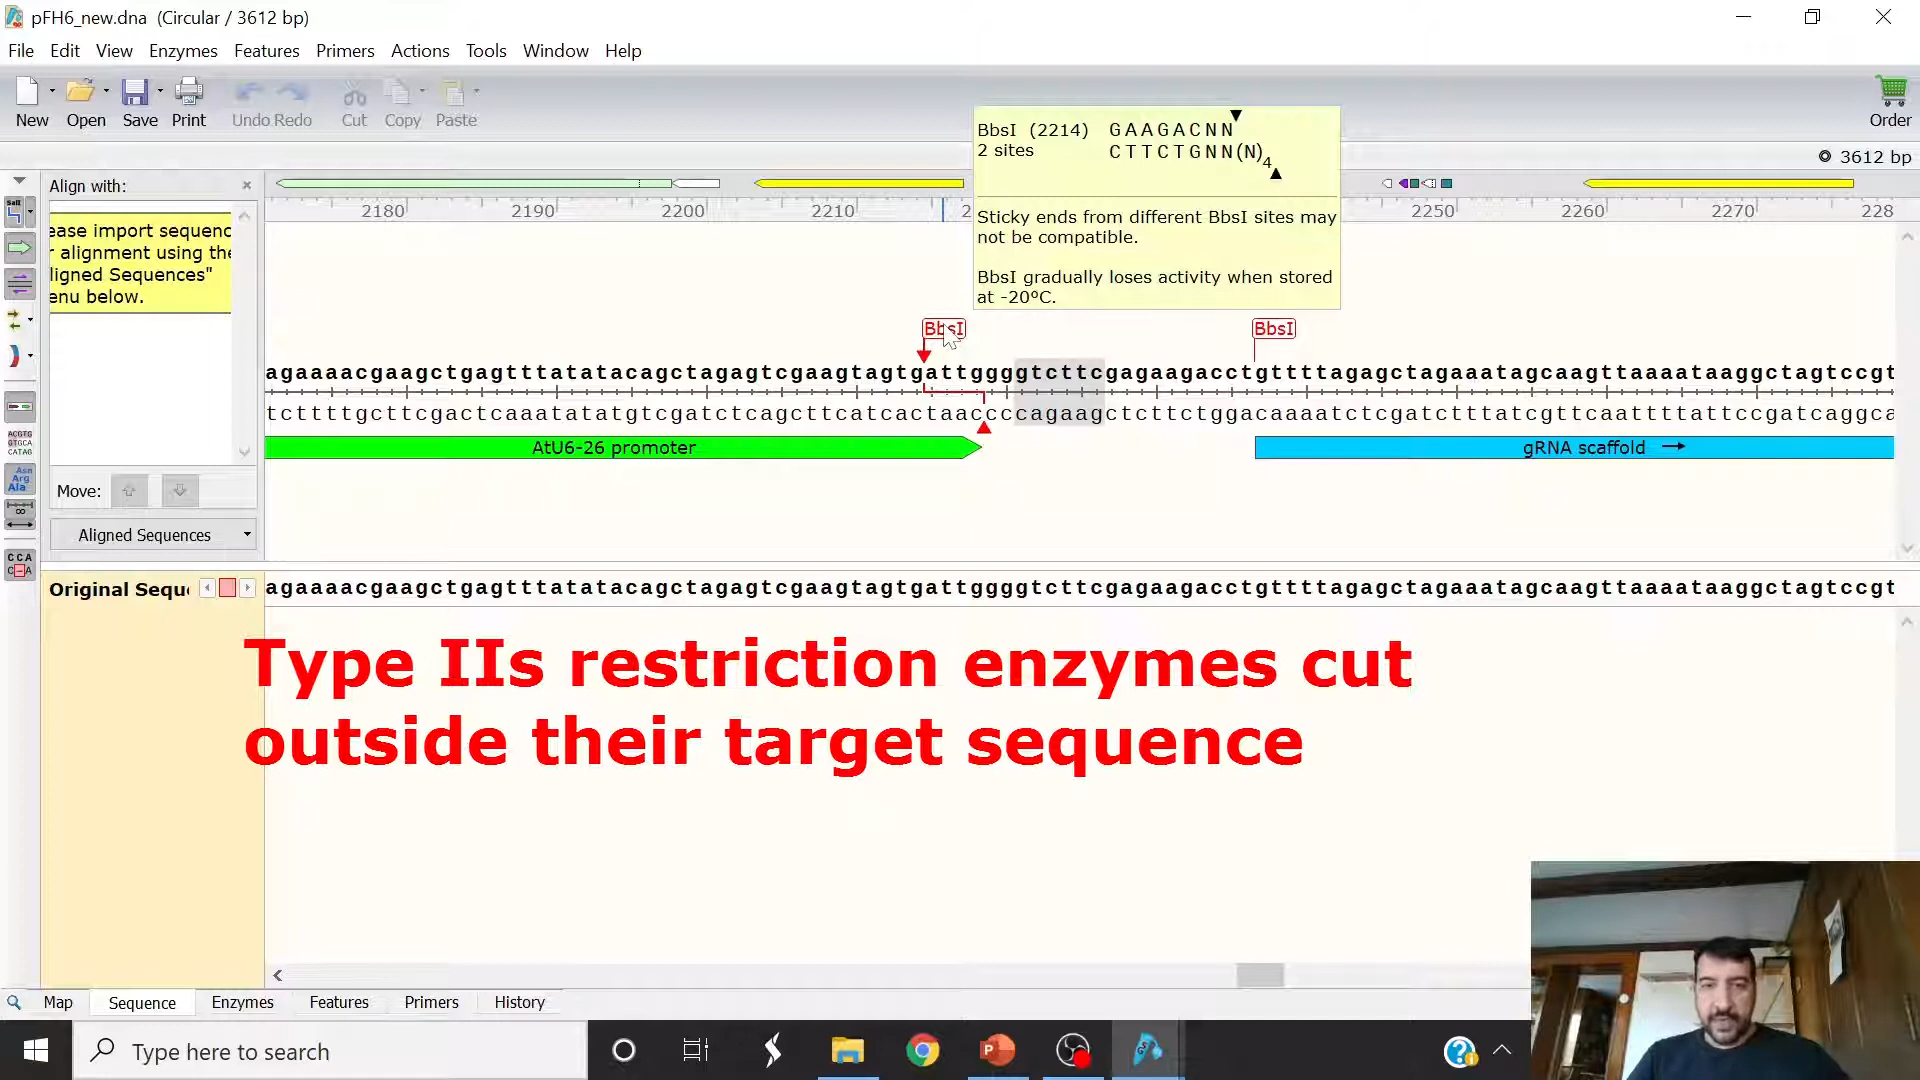 pFH6_new.dna  (Circular / 3612 bp)
File Edit View Enzymes Features Primers Actions Tools Window Help
New Open Save Print Undo Redo Cut Copy Paste Order
3612 bp
BbsI (2214) GAAGACNN
2 sites CTTCTGNN(N)4
Sticky ends from different BbsI sites may
not be compatible.
BbsI gradually loses activity when stored
at -20ºC.
Align with:
ease import sequenc
r alignment using the
ligned Sequences"
enu below.
Move:
Aligned Sequences
2180 2190 2200 2210 2 2250 2260 2270 228
BbsI BbsI
agaaaacgaagctgagtttatatacagctagagtcgaagtagtgattggggtcttcgagaagacctgttttagagctagaaatagcaagttaaaataaggctagtccgt
tcttttgcttcgactcaaatatatgtcgatctcagcttcatcactaaccccagaagctcttctggacaaaatctcgatctttatcgttcaattttattccgatcaggca
AtU6-26 promoter gRNA scaffold
Original Sequ
agaaaacgaagctgagtttatatacagctagagtcgaagtagtgattggggtcttcgagaagacctgttttagagctagaaatagcaagttaaaataaggctagtccgt
Type IIs restriction enzymes cut
outside their target sequence
Map Sequence Enzymes Features Primers History
Type here to search